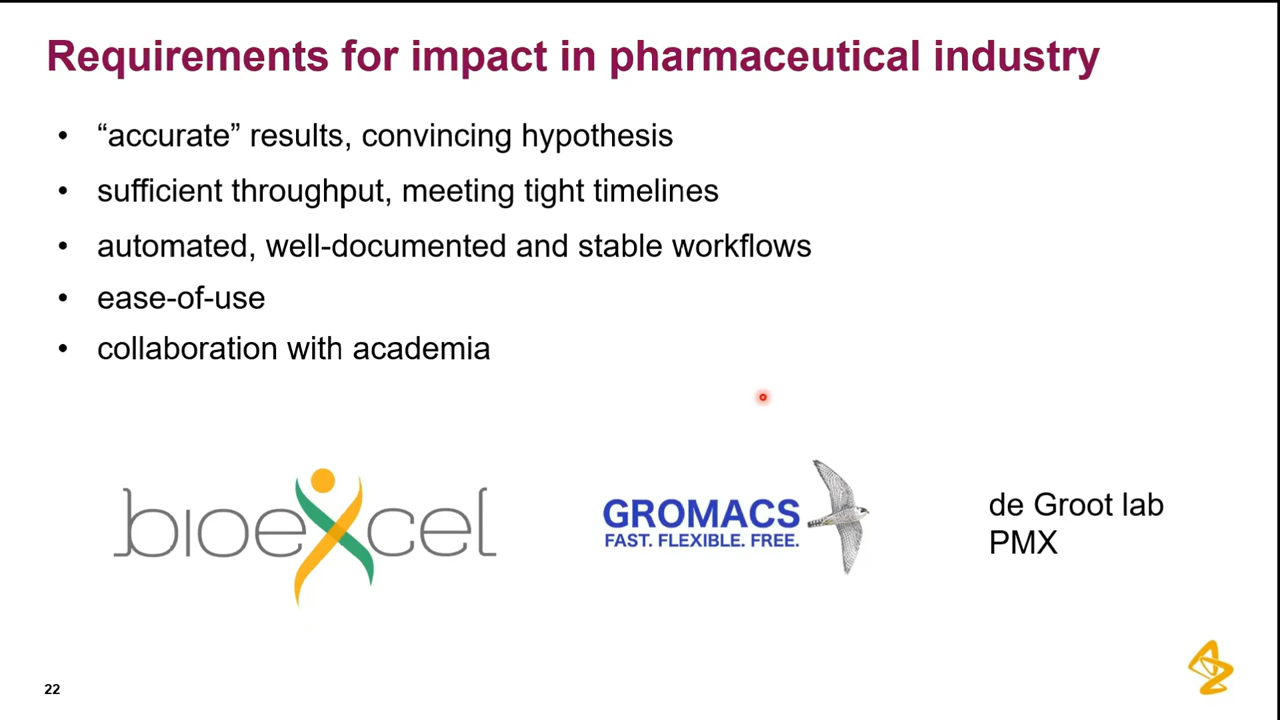 Requirements for impact in pharmaceutical industry
• “accurate” results, convincing hypothesis
• sufficient throughput, meeting tight timelines
• automated, well-documented and stable workflows
• ease-of-use
• collaboration with academia
bioexcel
GROMACS
FAST. FLEXIBLE. FREE.
de Groot lab
PMX
22